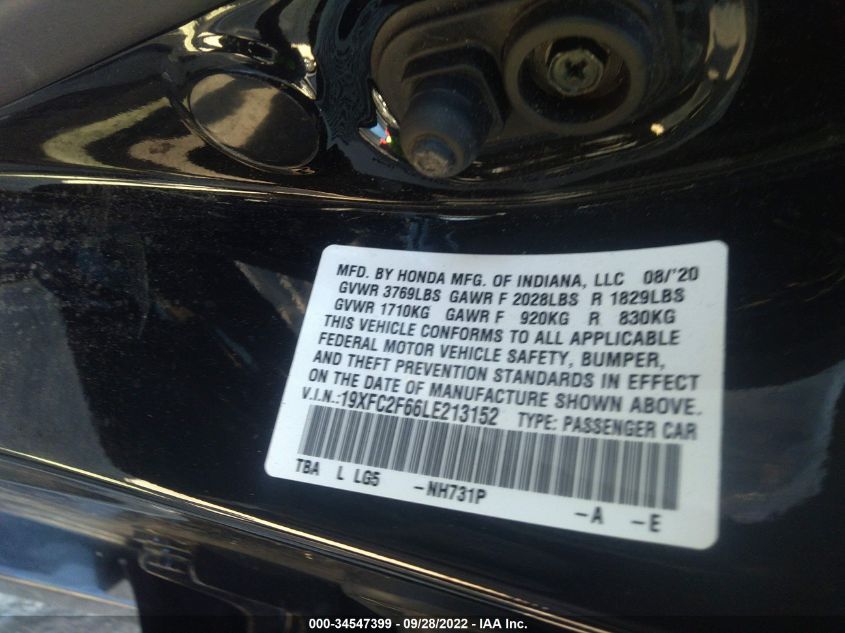 MFD. BY HONDA MFG. OF INDIANA, LLC 08/'20
GVWR 3769LBS GAWR F 2028LBS R 1829LBS
GVWR 1710KG GAWR F 920KG R 830KG
THIS VEHICLE CONFORMS TO ALL APPLICABLE
FEDERAL MOTOR VEHICLE SAFETY, BUMPER,
AND THEFT PREVENTION STANDARDS IN EFFECT
ON THE DATE OF MANUFACTURE SHOWN ABOVE.
V.I.N.:19XFC2F66LE213152 TYPE: PASSENGER CAR
TBA L LG5 -NH731P -A -E
000-34547399 - 09/28/2022 - IAA Inc.